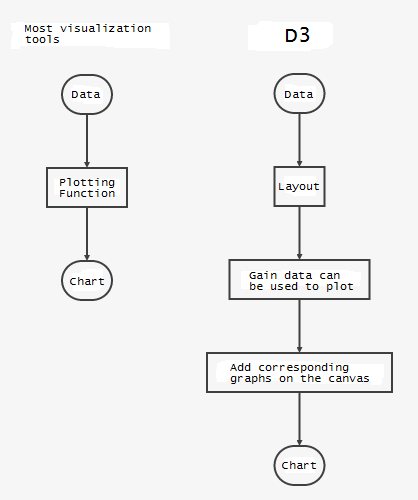 Most visualization
tools
Data
Plotting
Function
Chart
D3
Data
Layout
Gain data can
be used to plot
Add corresponding
graphs on the canvas
Chart